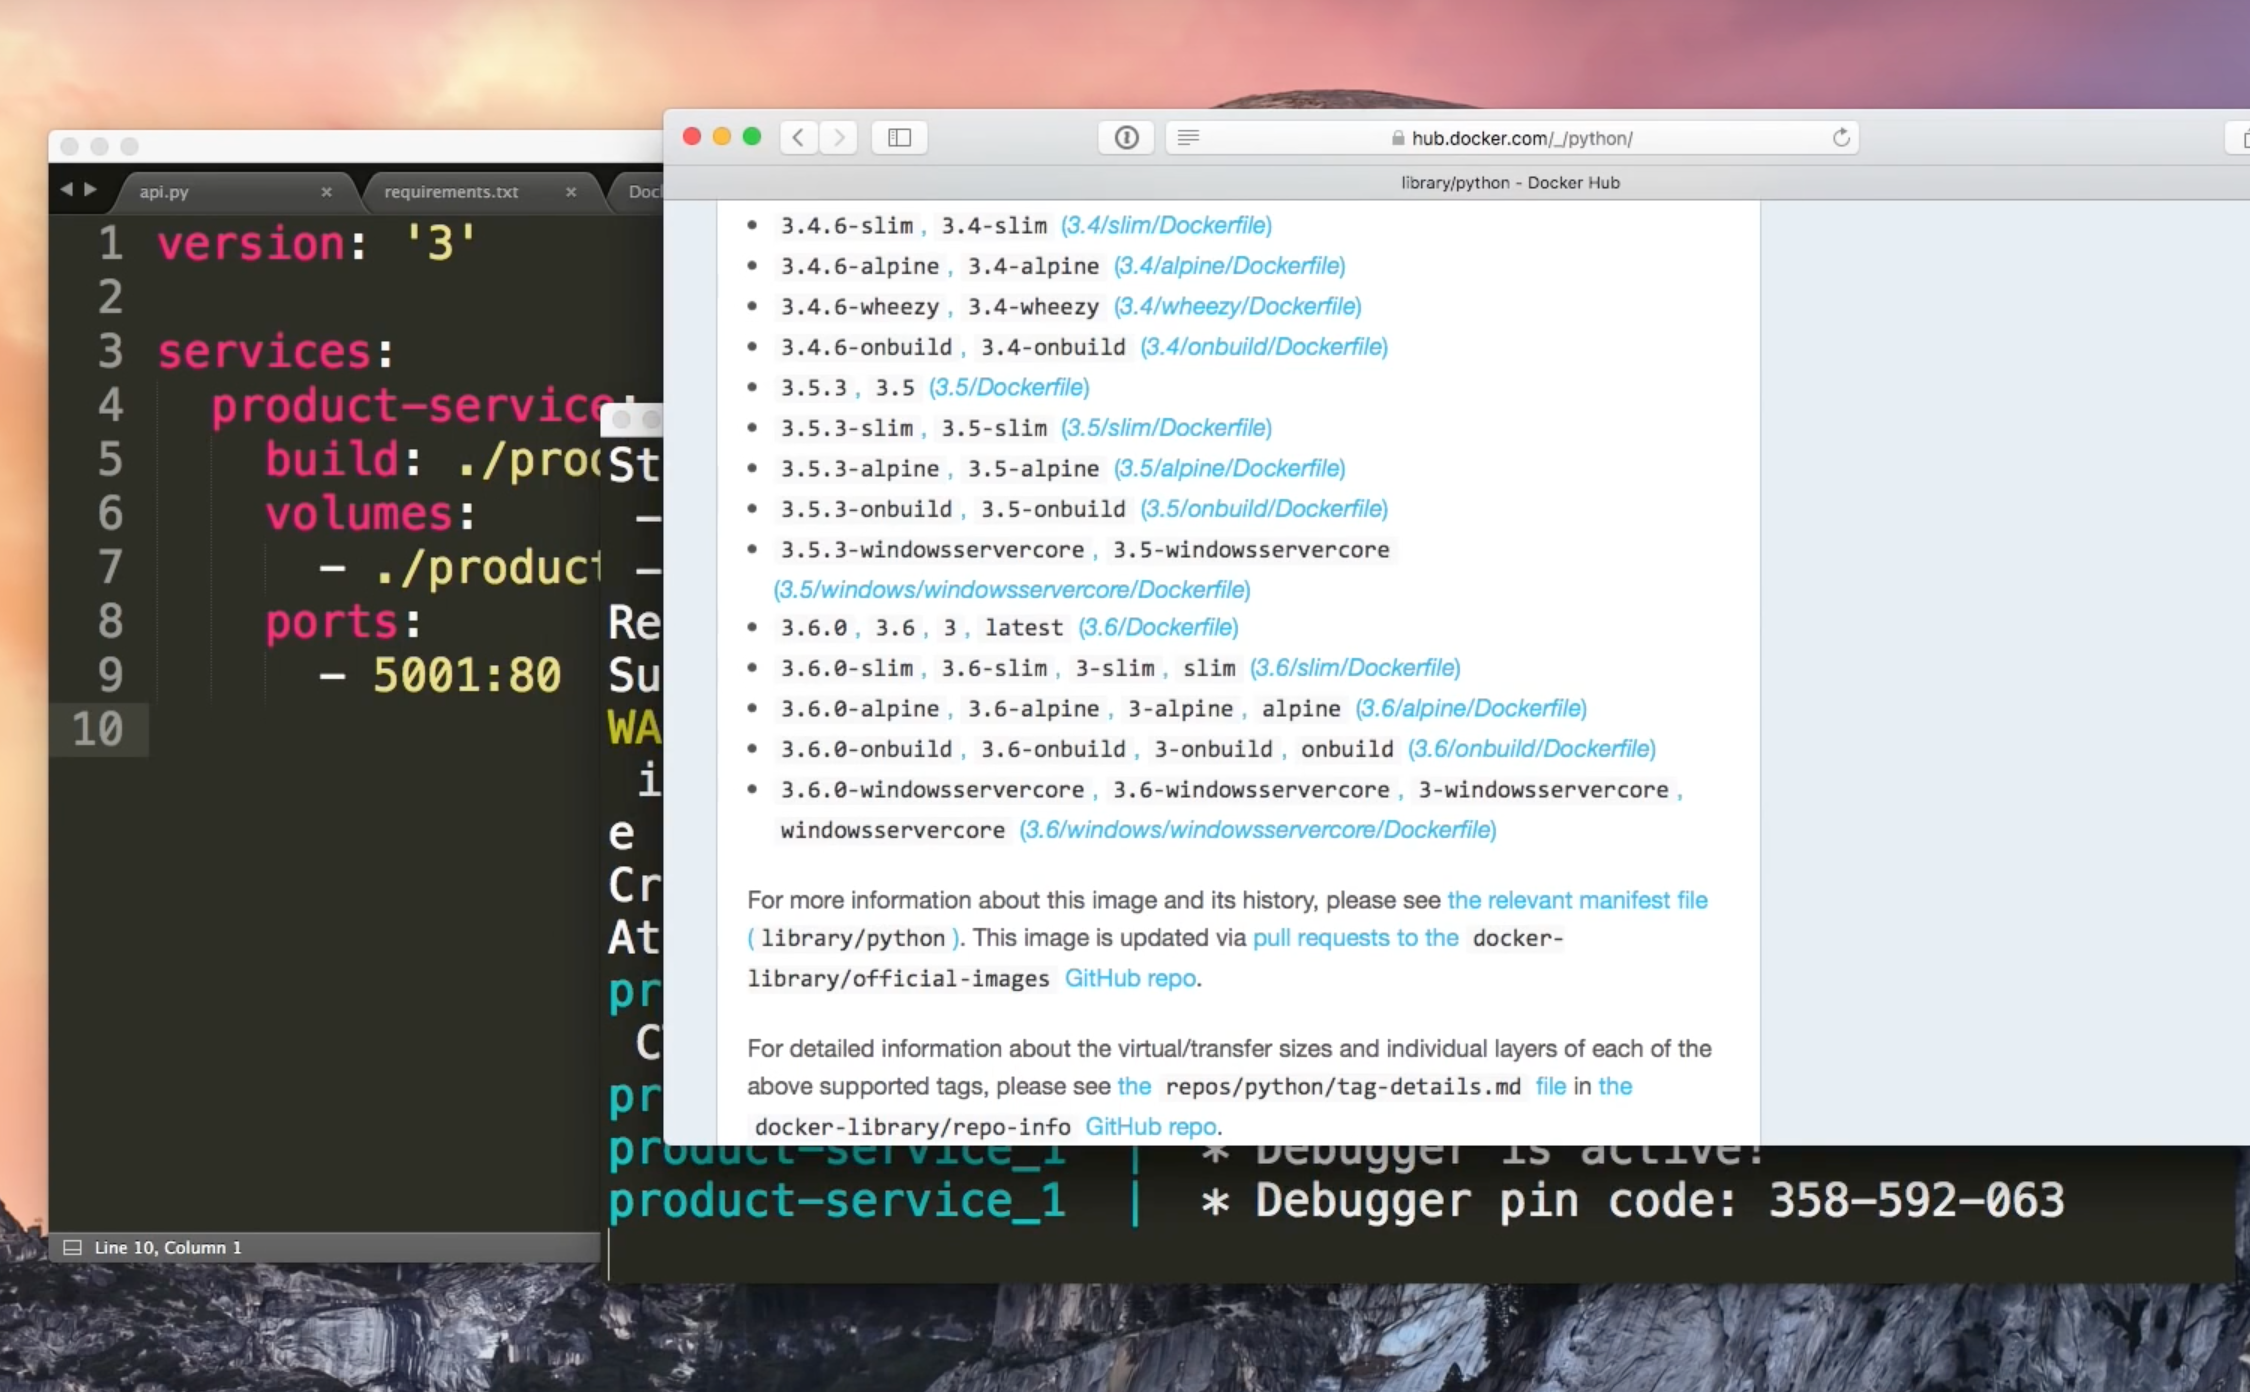 hub.docker.com/_/python/
library/python - Docker Hub
api.py
requirements.txt
1 version: '3'
2
3 services:
4 product-service:
5 build: ./proc
6 volumes:
7 - ./product
8 ports:
9 - 5001:80
10
Line 10, Column 1
3.4.6-slim, 3.4-slim (3.4/slim/Dockerfile)
3.4.6-alpine, 3.4-alpine (3.4/alpine/Dockerfile)
3.4.6-wheezy, 3.4-wheezy (3.4/wheezy/Dockerfile)
3.4.6-onbuild, 3.4-onbuild (3.4/onbuild/Dockerfile)
3.5.3, 3.5 (3.5/Dockerfile)
3.5.3-slim, 3.5-slim (3.5/slim/Dockerfile)
3.5.3-alpine, 3.5-alpine (3.5/alpine/Dockerfile)
3.5.3-onbuild, 3.5-onbuild (3.5/onbuild/Dockerfile)
3.5.3-windowsservercore, 3.5-windowsservercore
(3.5/windows/windowsservercore/Dockerfile)
3.6.0, 3.6, 3, latest (3.6/Dockerfile)
3.6.0-slim, 3.6-slim, 3-slim, slim (3.6/slim/Dockerfile)
3.6.0-alpine, 3.6-alpine, 3-alpine, alpine (3.6/alpine/Dockerfile)
3.6.0-onbuild, 3.6-onbuild, 3-onbuild, onbuild (3.6/onbuild/Dockerfile)
3.6.0-windowsservercore, 3.6-windowsservercore, 3-windowsservercore,
windowsservercore (3.6/windows/windowsservercore/Dockerfile)
For more information about this image and its history, please see the relevant manifest file
(library/python). This image is updated via pull requests to the docker-
library/official-images GitHub repo.
For detailed information about the virtual/transfer sizes and individual layers of each of the
above supported tags, please see the repos/python/tag-details.md file in the
docker-library/repo-info GitHub repo.
St
-
-
Re
Su
WA
i
e
Cr
At
pr
C
pr
product-service_1 | * Debugger is active!
product-service_1 | * Debugger pin code: 358-592-063